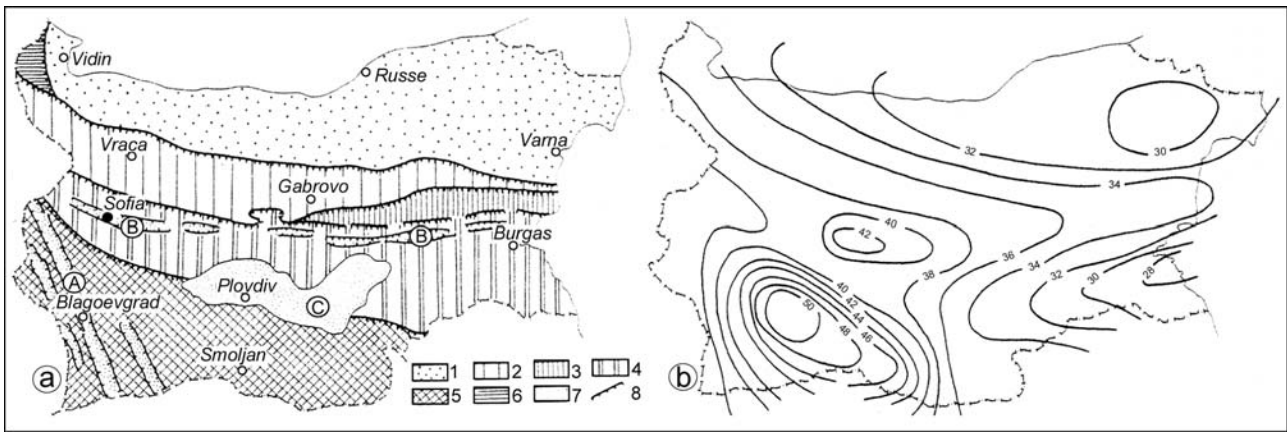 Vidin
Russe
Vraca
Varna
Gabrovo
Sofia
B
B
Burgas
A
Plovdiv
C
Blagoevgrad
Smoljan
a
1
2
3
4
5
6
7
8
32
30
34
40
42
36
38
34
32
30
28
40
42
44
46
48
50
b